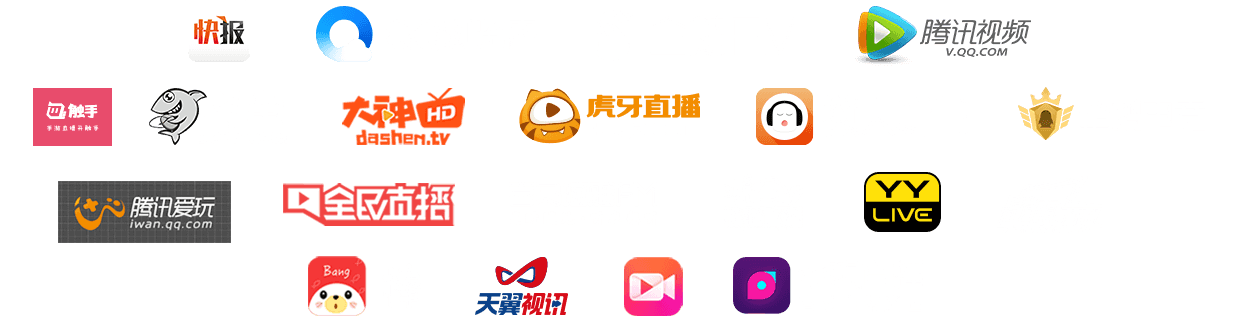 快报
腾讯视频
V.QQ.COM
触手
手游直播开触手
大神HD
dashen.tv
虎牙直播
腾讯爱玩
iwan.qq.com
全民直播
YY
LIVE
Bang
天翼视讯